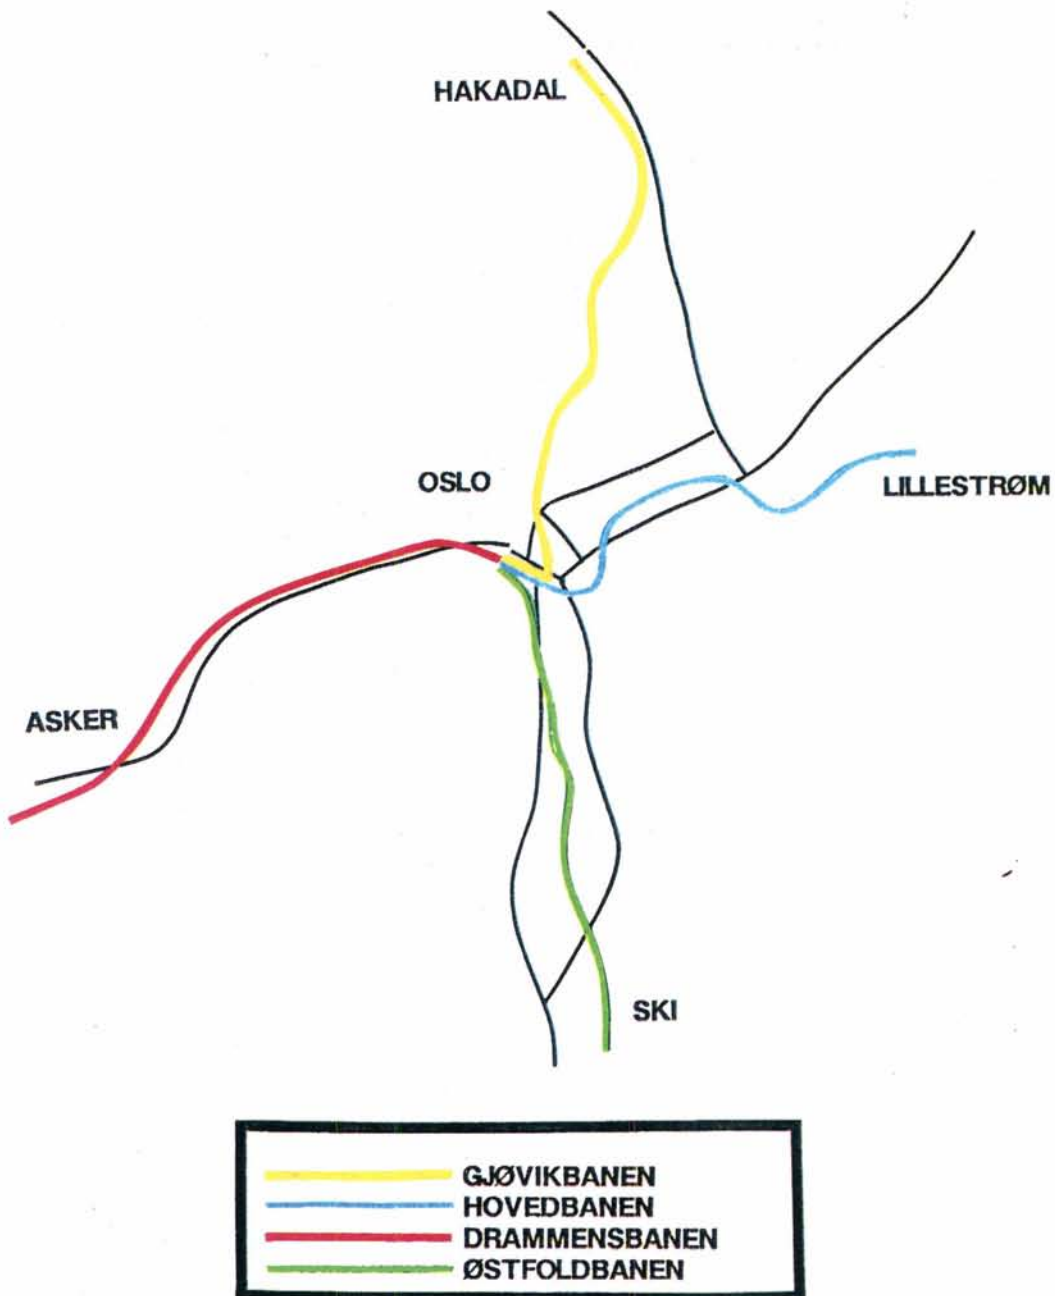 HAKADAL
OSLO
LILLESTRØM
ASKER
SKI
GJØVIKBANEN
HOVEDBANEN
DRAMMENSBANEN
ØSTFOLDBANEN